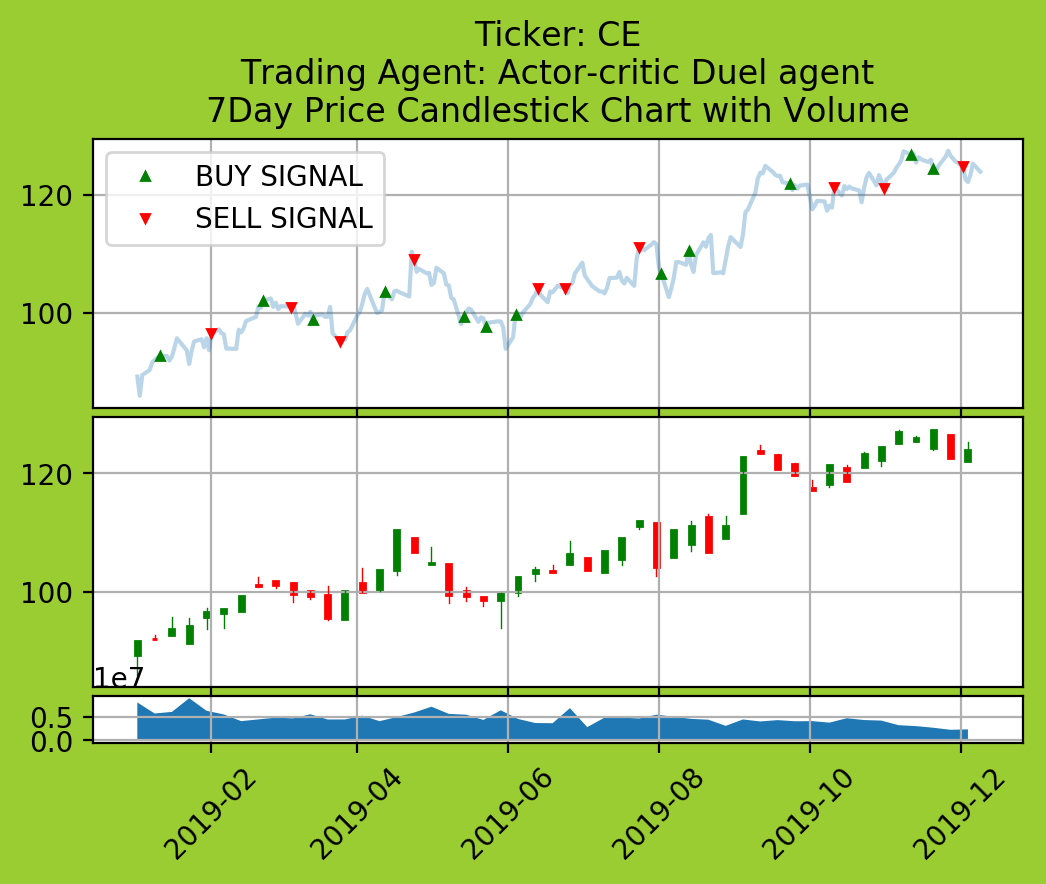 Ticker: CE
Trading Agent: Actor-critic Duel agent
7Day Price Candlestick Chart with Volume
BUY SIGNAL
SELL SIGNAL
120
100
120
100
1e7
0.5
0.0
2019-02
2019-04
2019-06
2019-08
2019-10
2019-12